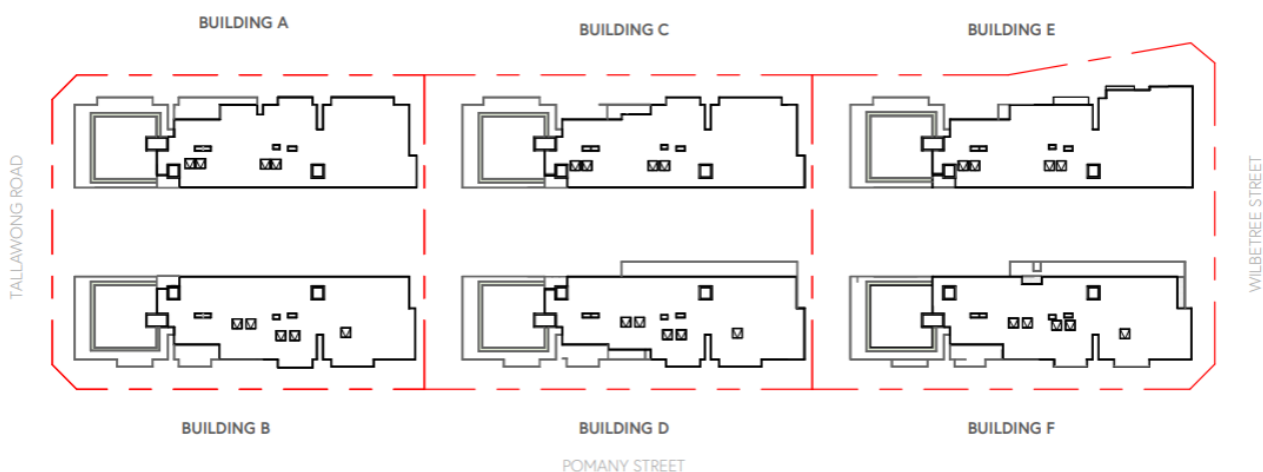 BUILDING A
BUILDING C
BUILDING E
TALLAWONG ROAD
WILBETREE STREET
BUILDING B
BUILDING D
BUILDING F
POMANY STREET